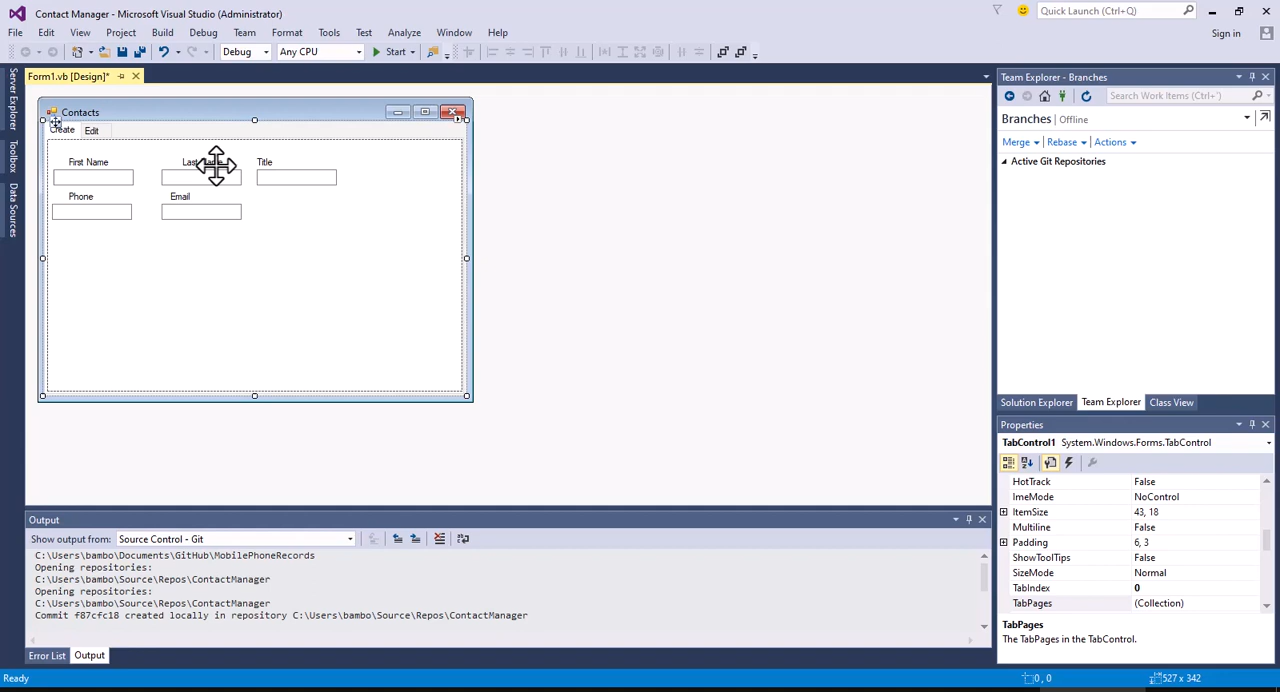 Contact Manager - Microsoft Visual Studio (Administrator)
Quick Launch (Ctrl+Q)
File Edit View Project Build Debug Team Format Tools Test Analyze Window Help
Sign in
Debug Any CPU Start
Server Explorer
Toolbox
Data Sources
Form1.vb [Design]*
Contacts
Create Edit
First Name
Title
Phone
Email
Team Explorer - Branches
Search Work Items (Ctrl+')
Branches | Offline
Merge Rebase Actions
Active Git Repositories
Solution Explorer Team Explorer Class View
Properties
TabControl1 System.Windows.Forms.TabControl
HotTrack False
ImeMode NoControl
ItemSize 43, 18
Multiline False
Padding 6, 3
ShowToolTips False
SizeMode Normal
TabIndex 0
TabPages (Collection)
TabPages
The TabPages in the TabControl.
Output
Show output from: Source Control - Git
C:\Users\bambo\Documents\GitHub\MobilePhoneRecords
Opening repositories:
C:\Users\bambo\Source\Repos\ContactManager
Opening repositories:
C:\Users\bambo\Source\Repos\ContactManager
Commit f87cfc18 created locally in repository C:\Users\bambo\Source\Repos\ContactManager
Error List Output
Ready
0, 0
527 x 342